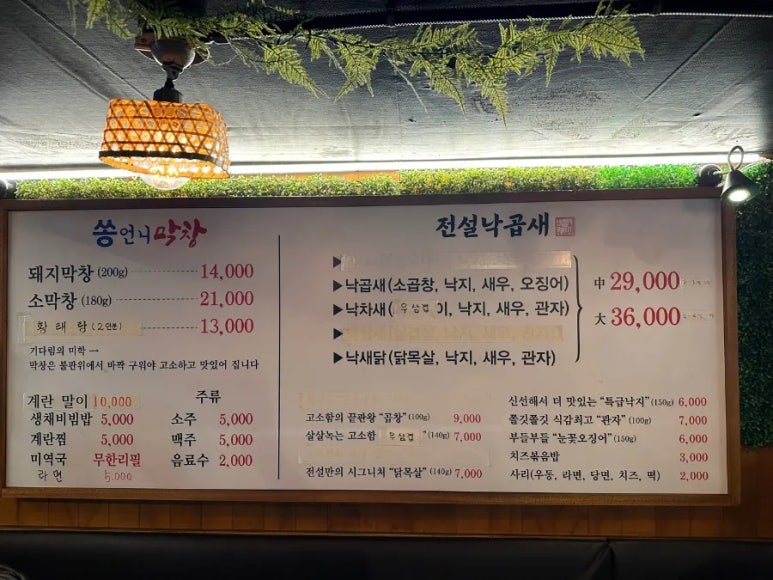 쏭언니막창
돼지막창(200g) 14,000
소막창(180g) 21,000
황태탕(2인분) 13,000
기다림의 미학
막창은 불판위에서 바짝 구워야 고소하고 맛있어 집니다
계란 말이 10,000
생채비빔밥 5,000
계란찜 5,000
미역국 무한리필
라면 5,000
주류
소주 5,000
맥주 5,000
음료수 2,000
전설낙곱새
▶
▶낙곱새(소곱창, 낙지, 새우, 오징어)
▶낙차새(우삼겹이, 낙지, 새우, 관자)
▶
▶낙새닭(닭목살, 낙지, 새우, 관자)
中 29,000
大 36,000
고소함의 끝판왕 "곱창"(100g) 9,000
살살녹는 고소함 우삼겹"(140g) 7,000
전설만의 시그니처 "닭목살"(140g) 7,000
신선해서 더 맛있는 "특급낙지"(150g) 6,000
쫄깃쫄깃 식감최고 "관자"(100g) 7,000
부들부들 "눈꽃오징어"(150g) 6,000
치즈볶음밥 3,000
사리(우동, 라면, 당면, 치즈, 떡) 2,000